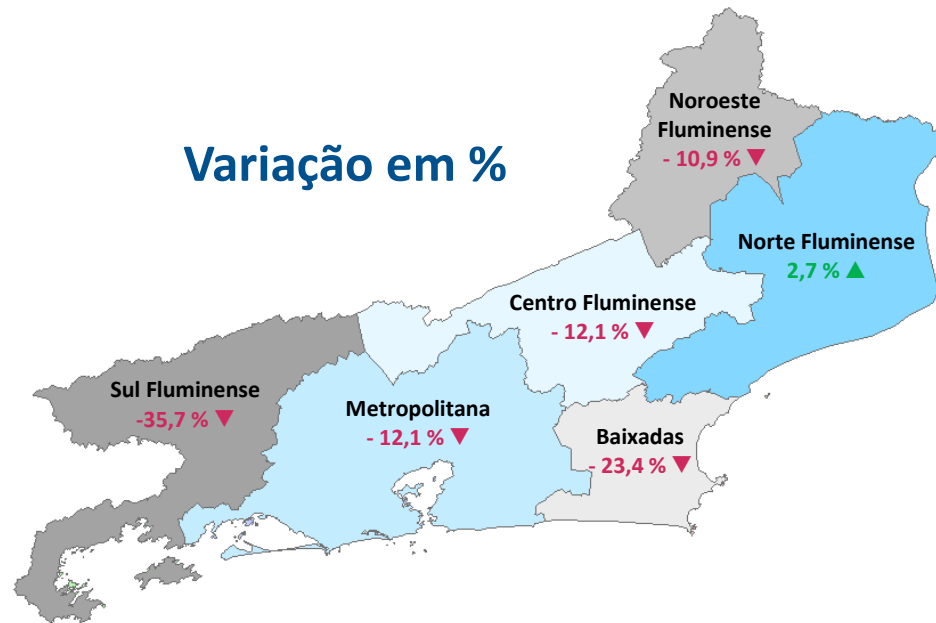 Variação em %
Noroeste
Fluminense
- 10,9 % ▼
Norte Fluminense
2,7 % ▲
Centro Fluminense
- 12,1 % ▼
Sul Fluminense
-35,7 % ▼
Metropolitana
- 12,1 % ▼
Baixadas
- 23,4 % ▼